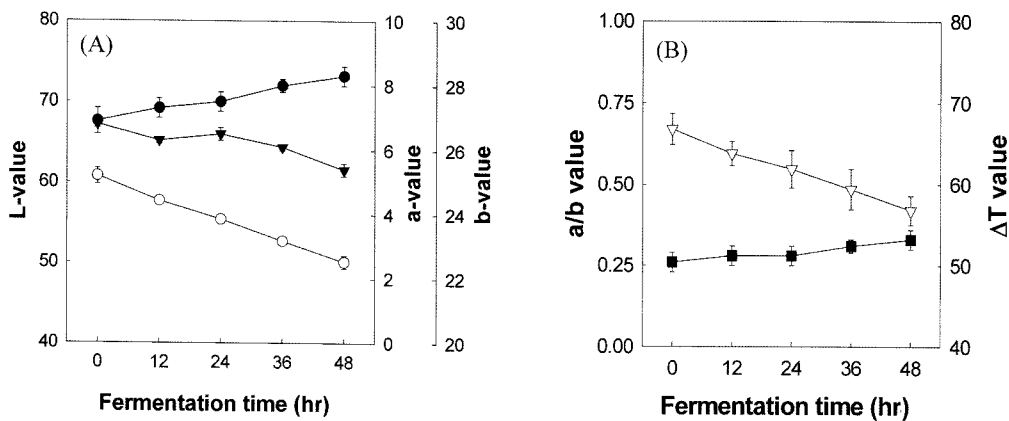 (A)
80
70
60
50
40
L-value
10
8
6
4
2
0
a-value
30
28
26
24
22
20
b-value
0 12 24 36 48
Fermentation time (hr)
(B)
1.00
0.75
0.50
0.25
0.00
a/b value
80
70
60
50
40
ΔT value
0 12 24 36 48
Fermentation time (hr)